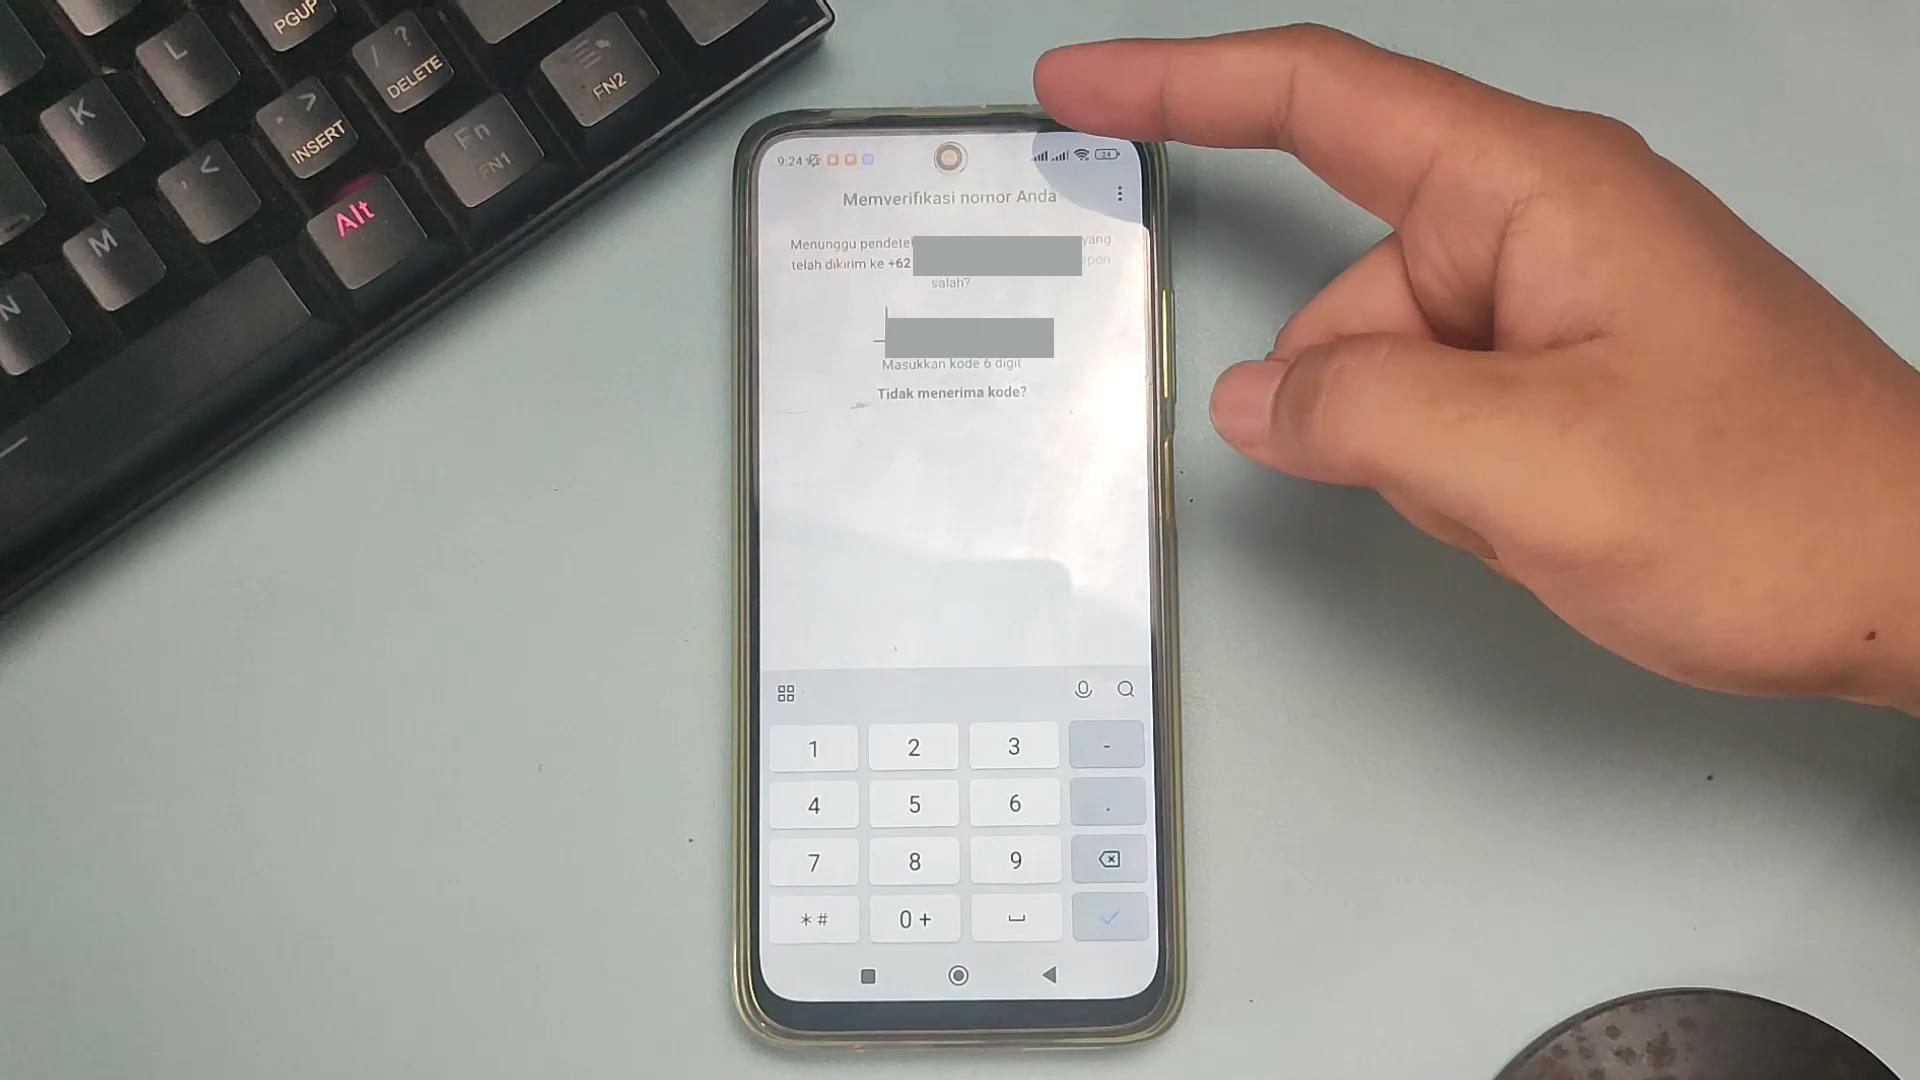 PGUP
L
? /
DELETE
FN2
K
> .
INSERT
Fn
FN1
< ,
Alt
M
N
9:24
24
Memverifikasi nomor Anda
Menunggu yang
telah dikirim ke +62
salah?
Masukkan kode 6 digit
Tidak menerima kode?
1 2 3 -
4 5 6 .
7 8 9
*# 0 +